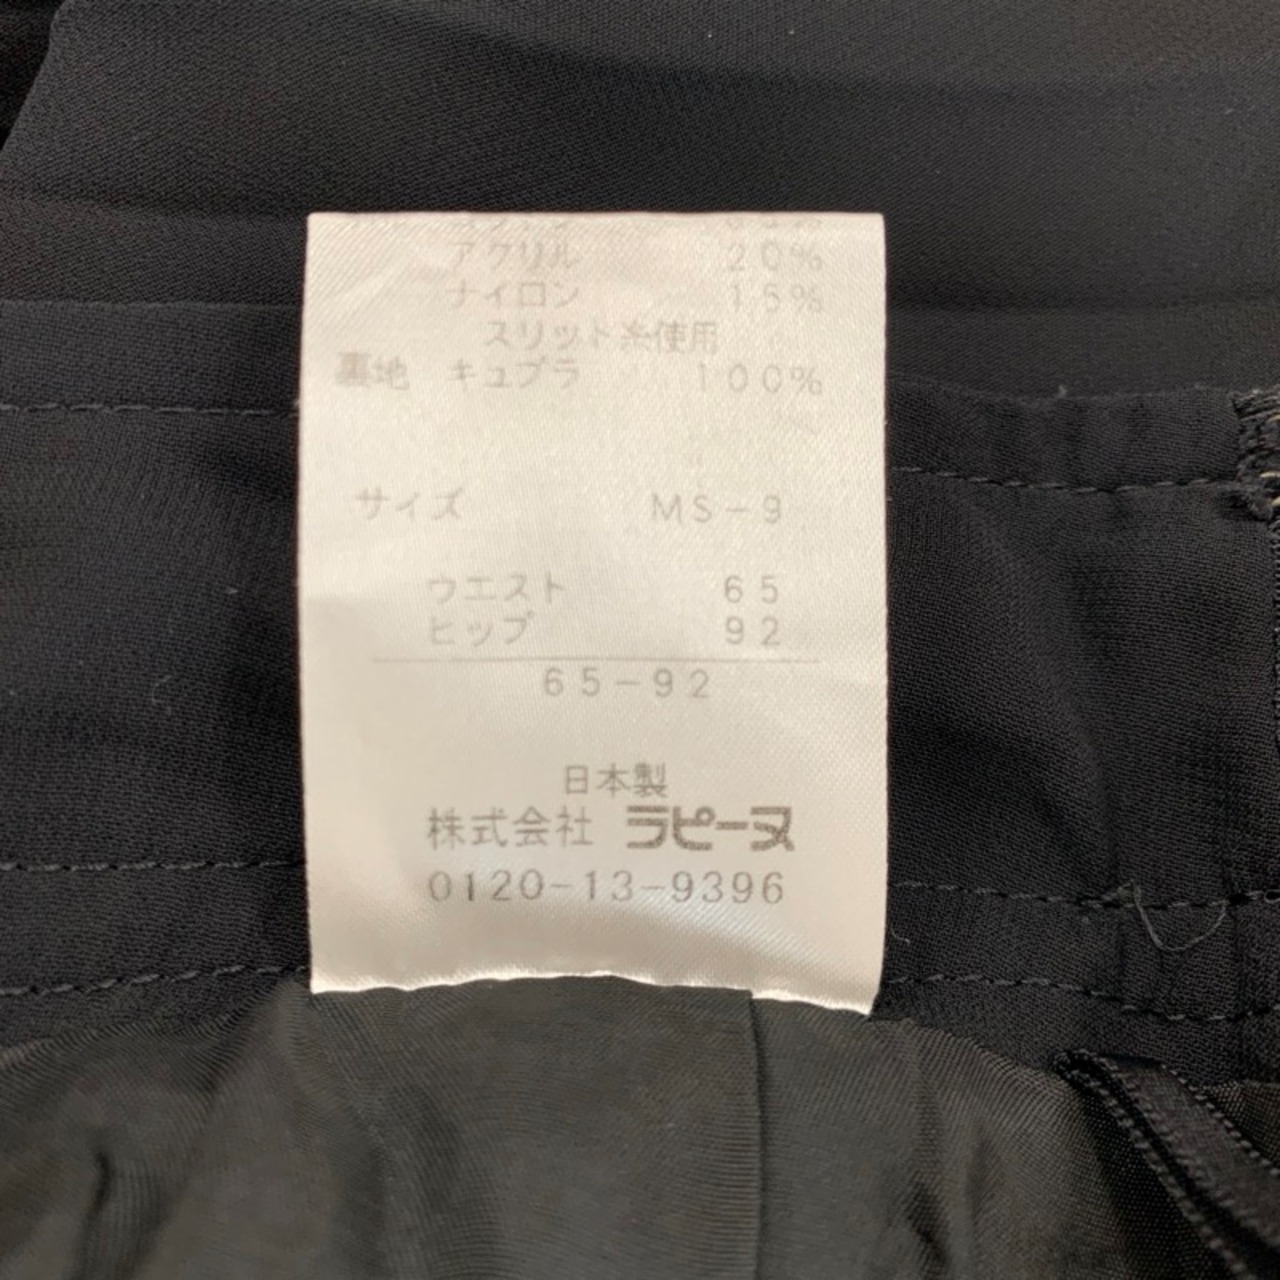 アクリル 20%
ナイロン 15%
スリット糸使用
裏地 キュプラ 100%
サイズ MS-9
ウエスト 65
ヒップ 92
65-92
日本製
株式会社 ラピーヌ
0120-13-9396